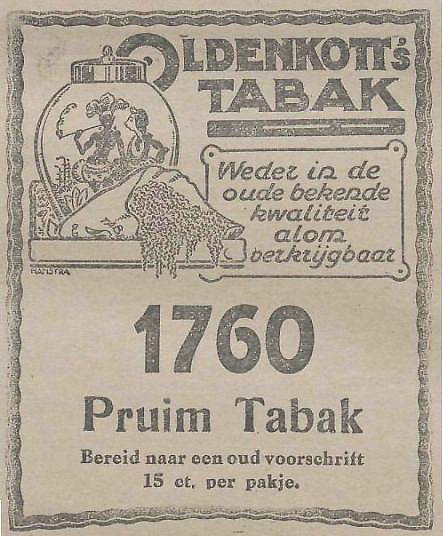 OLDENKOTT'S
TABAK
Weder in de
oude bekende
kwaliteit
alom
verkrijgbaar
HANSTRA
1760
Pruim Tabak
Bereid naar een oud voorschrift
15 ct. per pakje.